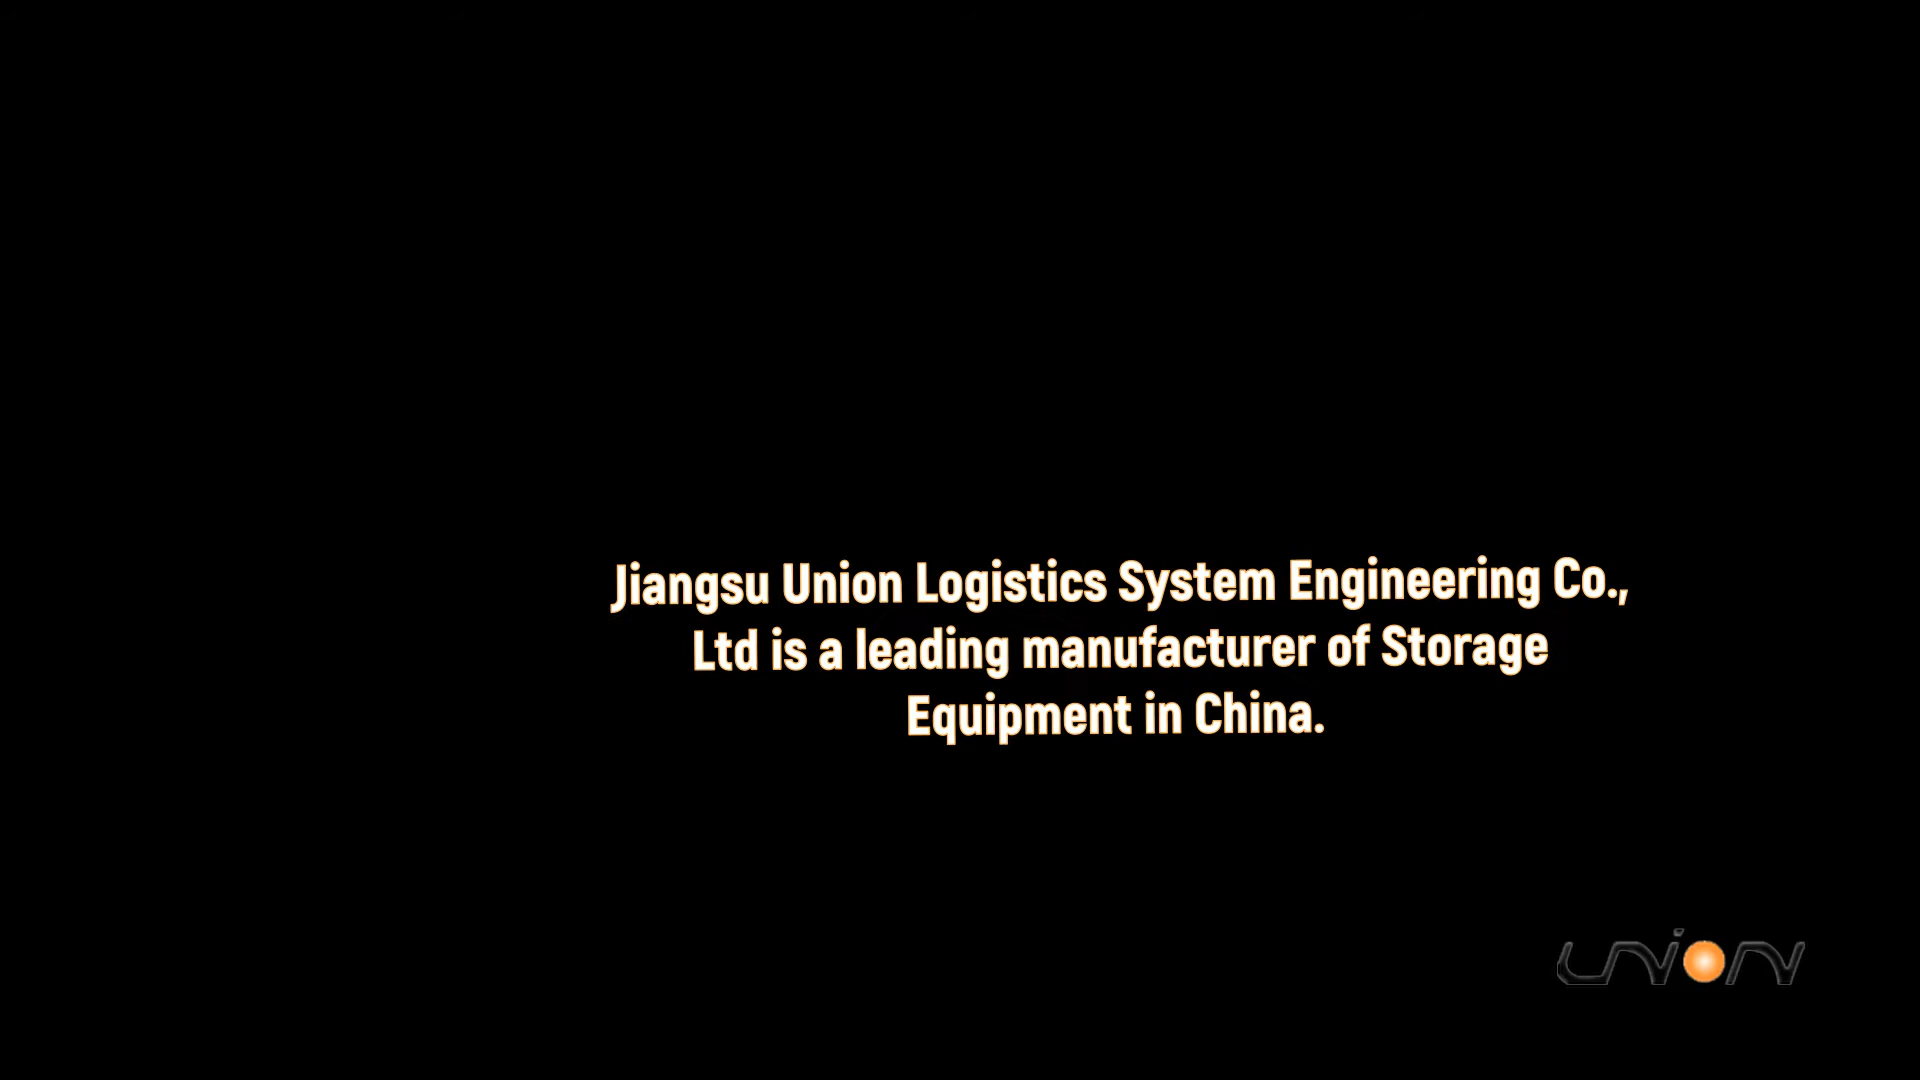 Jiangsu Union Logistics System Engineering Co.,
Ltd is a leading manufacturer of Storage
Equipment in China.
UNiON